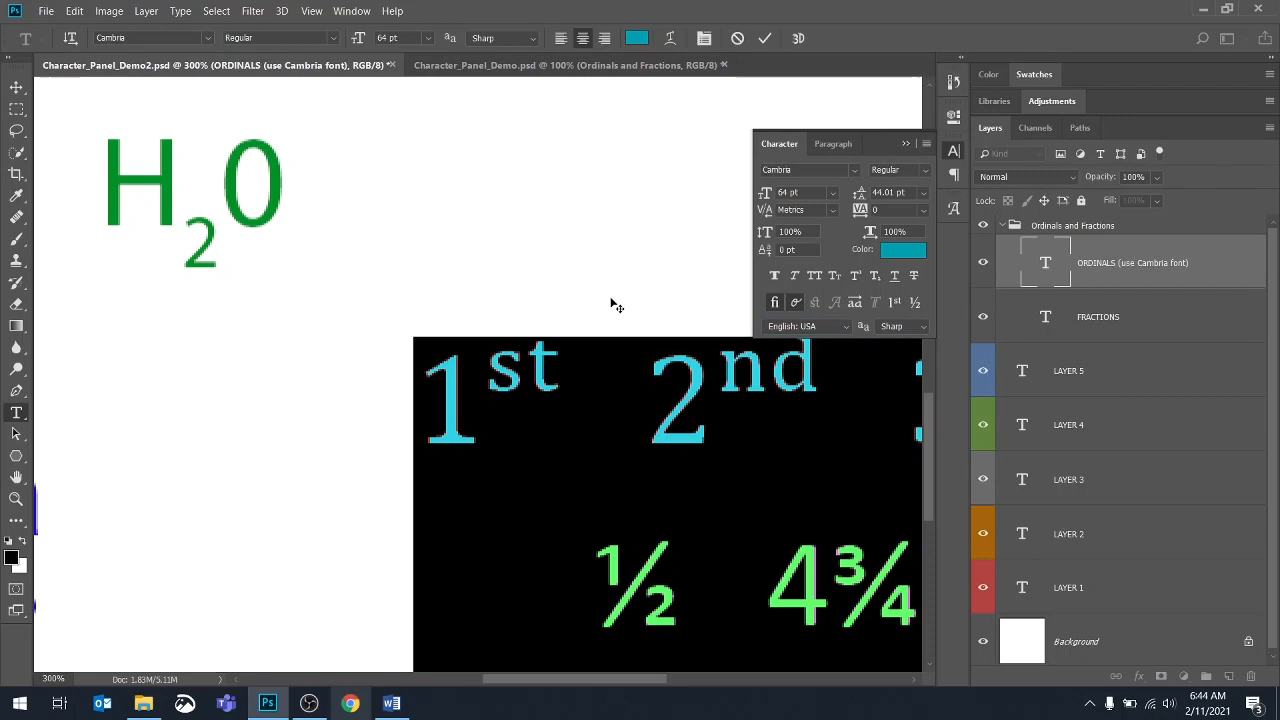 Ps File Edit Image Layer Type Select Filter 3D View Window Help
Cambria Regular 64 pt Sharp 3D
Character_Panel_Demo2.psd @ 300% (ORDINALS (use Cambria font), RGB/8) * Character_Panel_Demo.psd @ 100% (Ordinals and Fractions, RGB/8)
Color Swatches
Libraries Adjustments
Layers Channels Paths
Kind
Normal Opacity: 100%
Lock: Fill: 100%
Ordinals and Fractions
ORDINALS (use Cambria font)
FRACTIONS
LAYER 5
LAYER 4
LAYER 3
LAYER 2
LAYER 1
Background
Character Paragraph
Cambria Regular
64 pt 44.01 pt
Metrics 0
100% 100%
0 pt Color:
English: USA Sharp
H₂0
1st 2nd
½ 4¾
300% Doc: 1.83M/5.11M
6:44 AM
2/11/2021
3